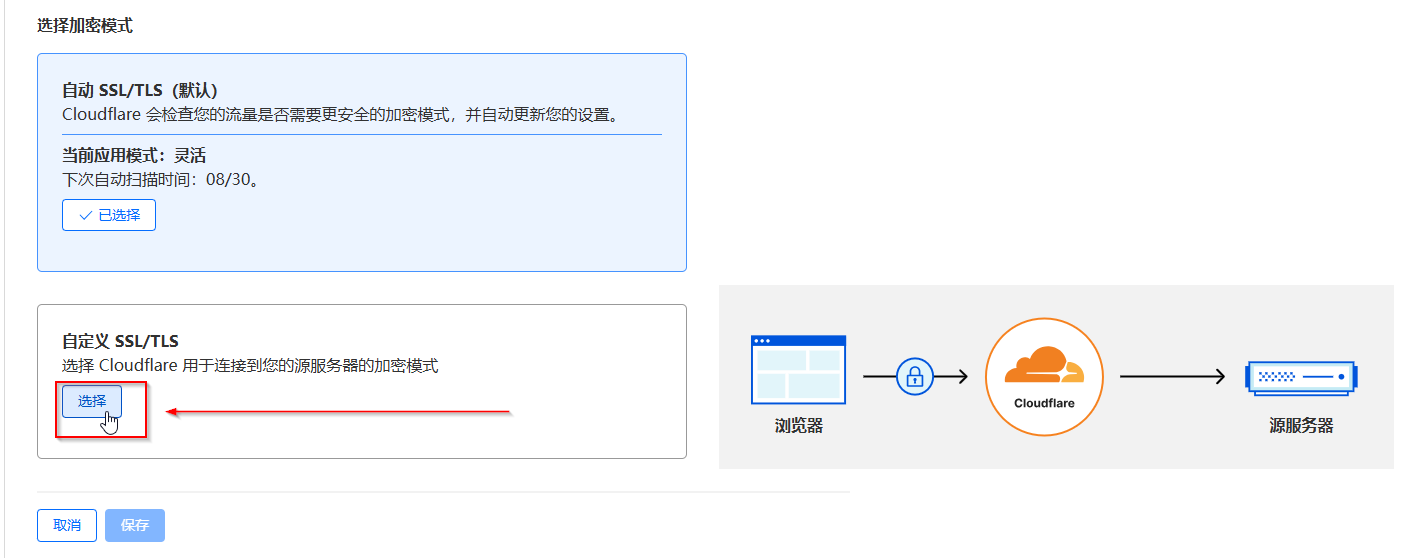 选择加密模式
自动 SSL/TLS（默认）
Cloudflare 会检查您的流量是否需要更安全的加密模式，并自动更新您的设置。
当前应用模式：灵活
下次自动扫描时间：08/30。
已选择
自定义 SSL/TLS
选择 Cloudflare 用于连接到您的源服务器的加密模式
选择
Cloudflare
浏览器
源服务器
取消
保存